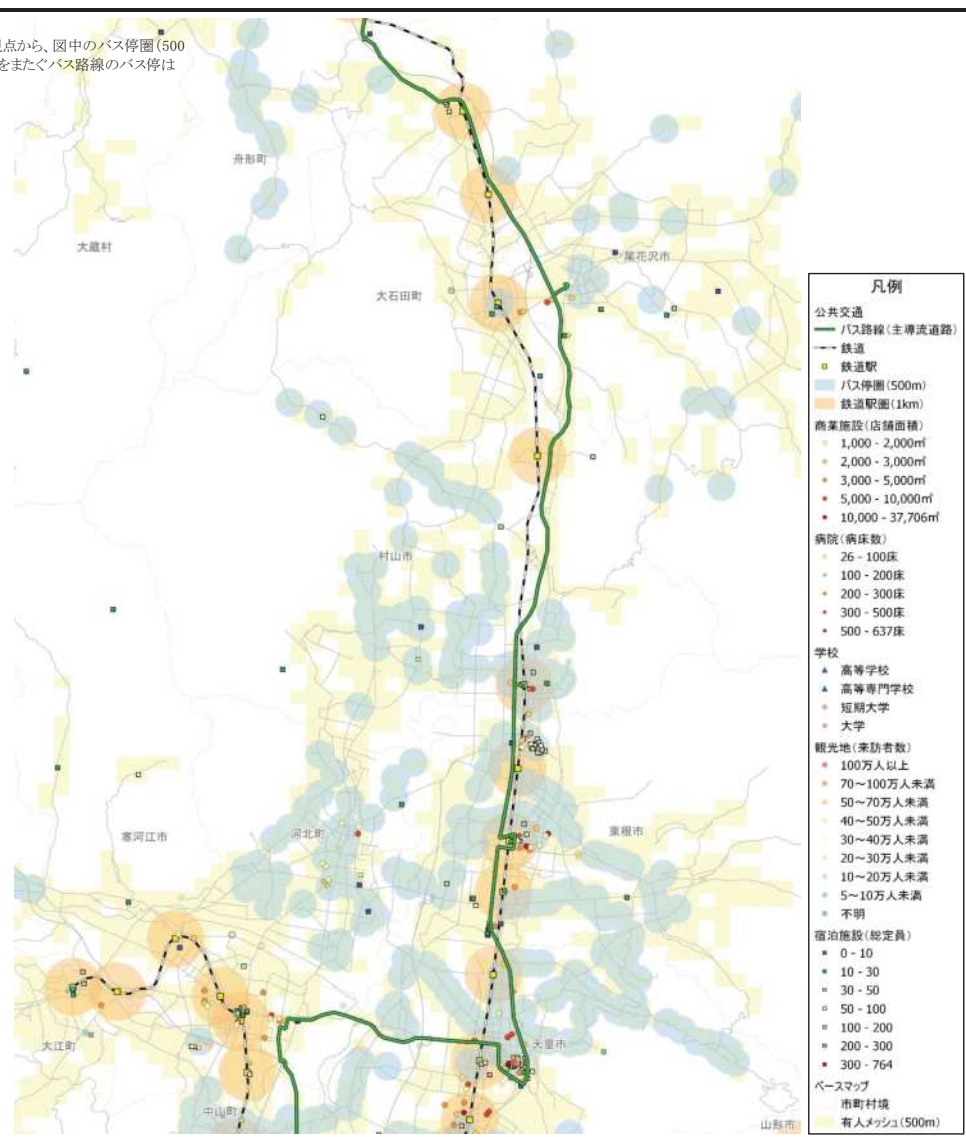 視点から、図中のバス停圏(500
をまたぐバス路線のバス停は
舟形町
大蔵村
尾花沢市
大石田町
村山市
河北町
寒河江市
東根市
大江町
天童市
中山町
山形市
凡例
公共交通
バス路線(主導流道路)
鉄道
鉄道駅
バス停圏(500m)
鉄道駅圏(1km)
商業施設(店舗面積)
1,000 - 2,000㎡
2,000 - 3,000㎡
3,000 - 5,000㎡
5,000 - 10,000㎡
10,000 - 37,706㎡
病院(病床数)
26 - 100床
100 - 200床
200 - 300床
300 - 500床
500 - 637床
学校
高等学校
高等専門学校
短期大学
大学
観光地(来訪者数)
100万人以上
70～100万人未満
50～70万人未満
40～50万人未満
30～40万人未満
20～30万人未満
10～20万人未満
5～10万人未満
不明
宿泊施設(総定員)
0 - 10
10 - 30
30 - 50
50 - 100
100 - 200
200 - 300
300 - 764
ベースマップ
市町村境
有人メッシュ(500m)